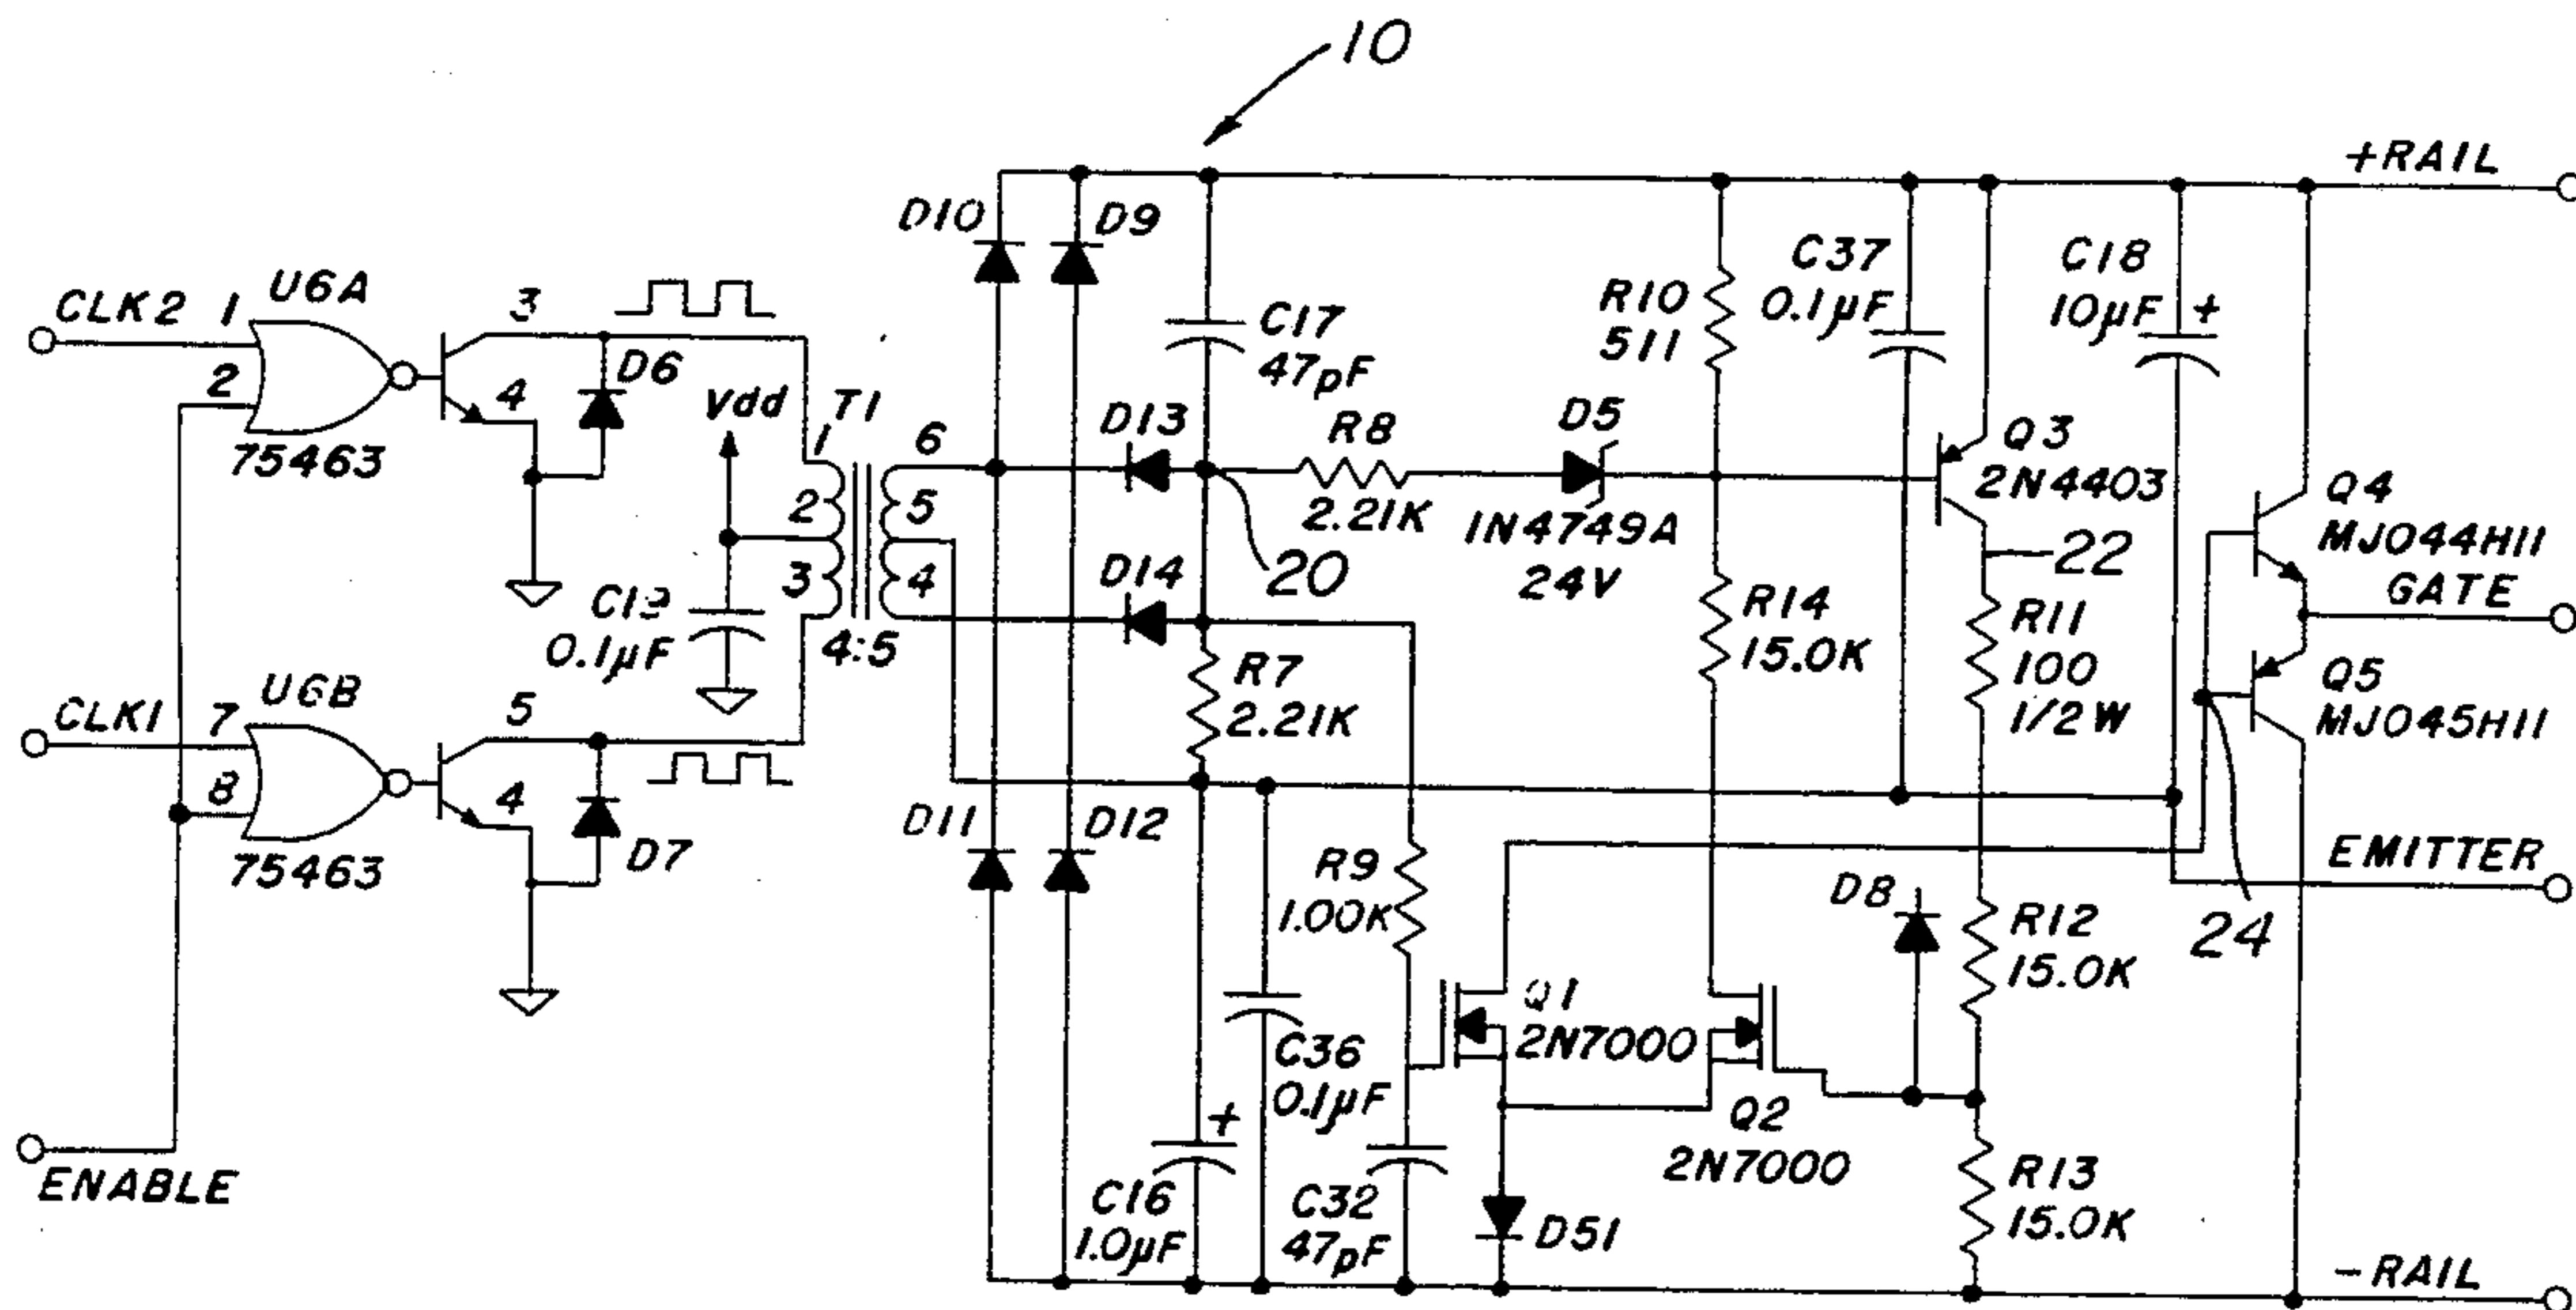 10
+RAIL
D10
D9
C37
0.1µF
C18
10µF +
CLK2
1
U6A
3
2
4
75463
D6
Vdd
T1
1
2
3
6
5
4
4:5
C17
47pF
R10
511
D13
R8
2.21K
D5
1N4749A
24V
Q3
2N4403
22
Q4
MJO44H11
GATE
20
D14
C19
0.1µF
R14
15.0K
R11
100
1/2W
Q5
MJO45H11
R7
2.21K
CLK1
7
U6B
5
8
4
75463
D7
D11
D12
R9
1.00K
D8
R12
15.0K
EMITTER
24
Q1
2N7000
C36
0.1µF
Q2
2N7000
ENABLE
+
C16
1.0µF
C32
47pF
D51
R13
15.0K
-RAIL